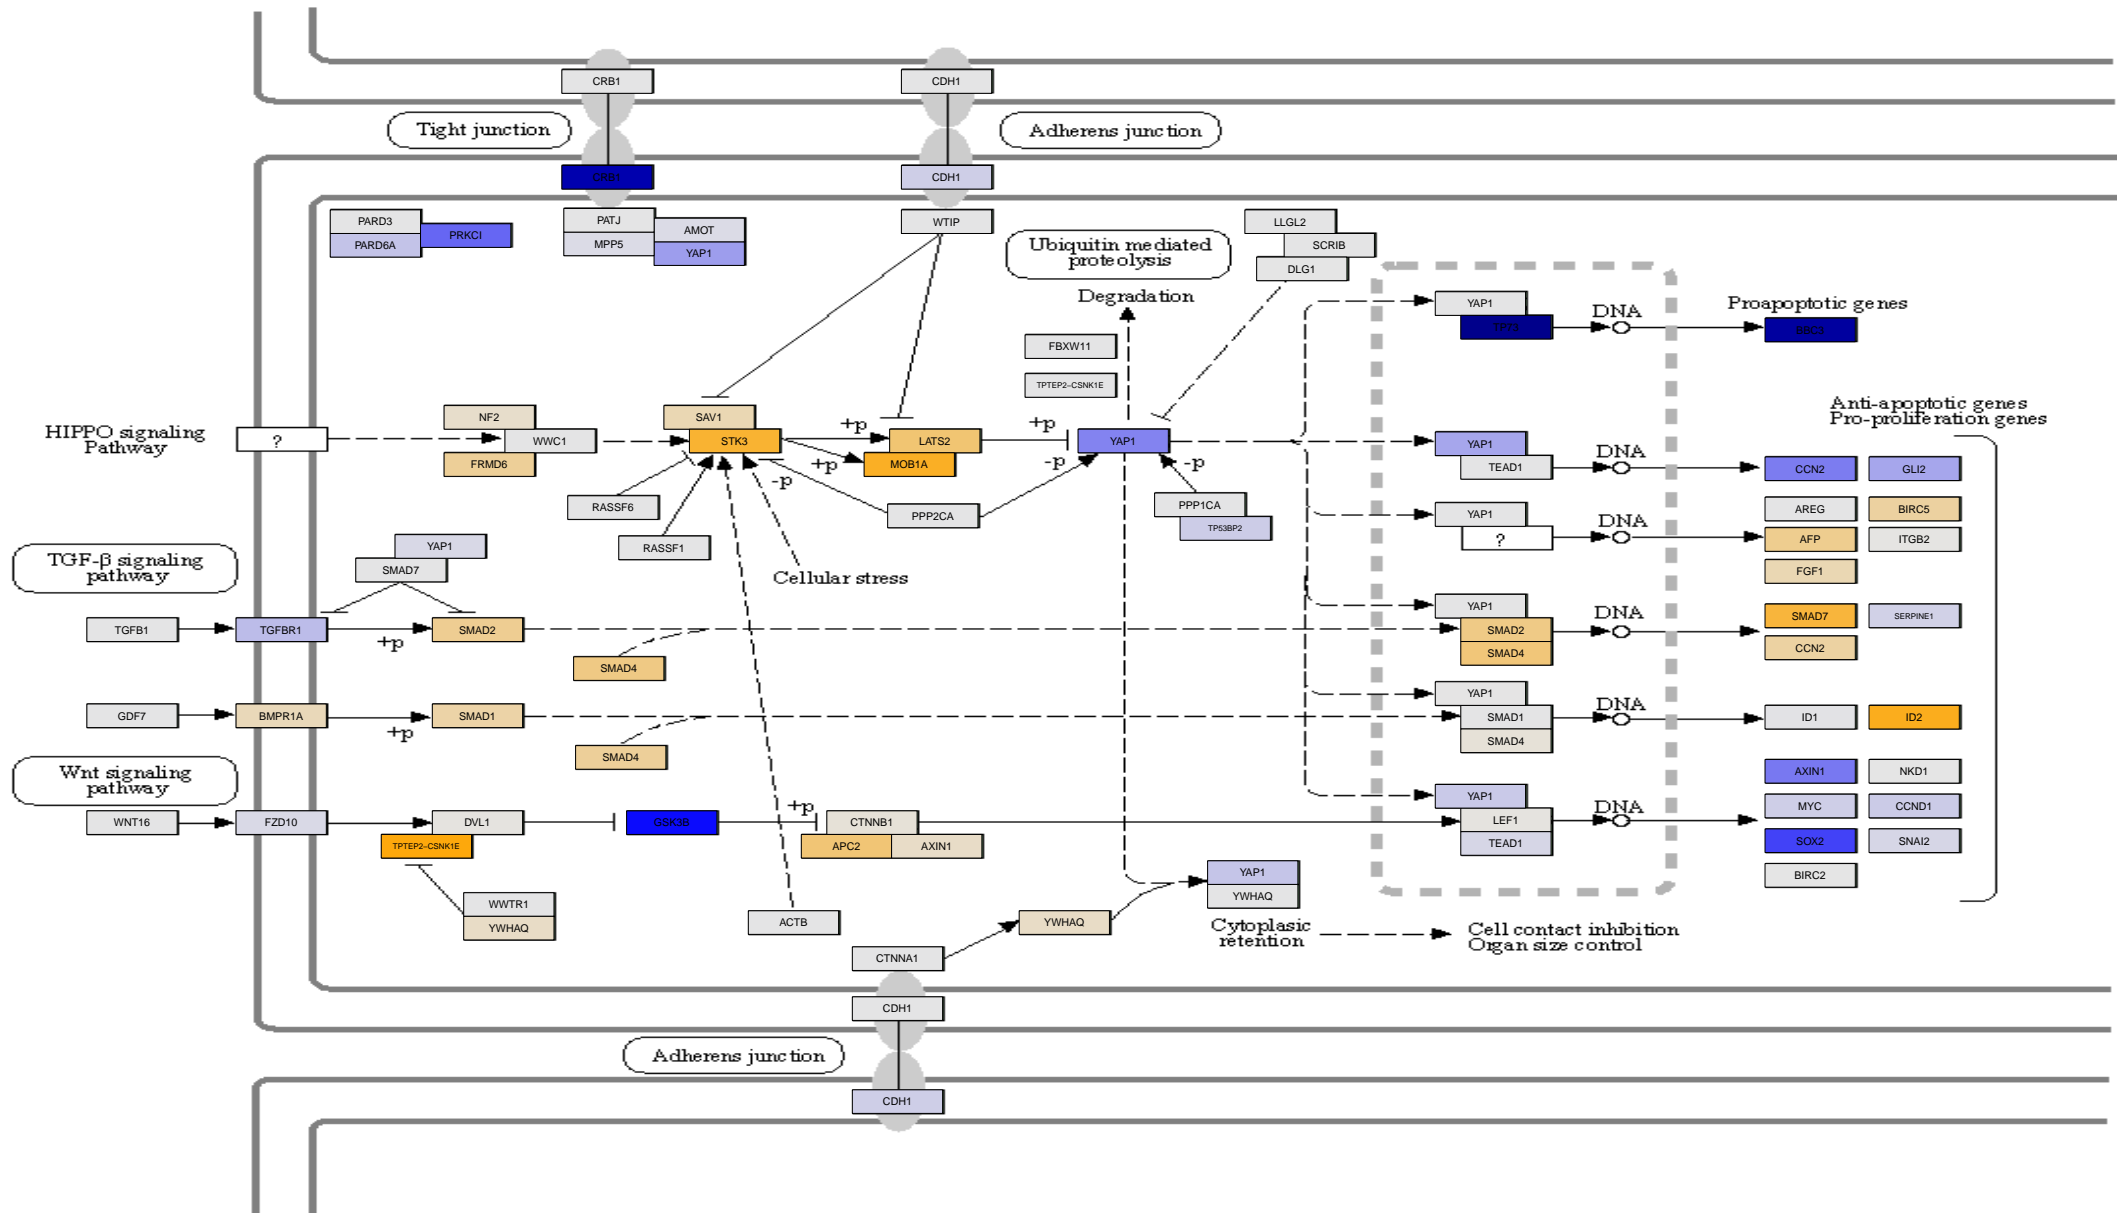 CRB1
CDH1
Tight junction
Adherens junction
CRB1
CDH1
PARD3
PARD6A
PRKCI
PATJ
MPP5
AMOT
YAP1
WTIP
Ubiquitin mediated
proteolysis
LLGL2
SCRIB
DLG1
Degradation
YAP1
DNA
Proapoptotic genes
FBXW11
TPTEP2-CSNK1E
Anti-apoptotic genes
Pro-proliferation genes
HIPPO signaling
Pathway
?
NF2
WWC1
FRMD6
SAV1
STK3
+p
+p
-p
LATS2
MOB1A
+p
-p
YAP1
-p
YAP1
TEAD1
DNA
CCN2
GLI2
RASSF6
RASSF1
PPP2CA
PPP1CA
TP53BP2
Cellular stress
YAP1
?
DNA
AREG
BIRC5
AFP
ITGB2
FGF1
TGF-β signaling
pathway
YAP1
SMAD7
TGFB1
TGFBR1
+p
SMAD2
SMAD4
YAP1
SMAD2
SMAD4
DNA
SMAD7
SERPINE1
CCN2
GDF7
BMPR1A
+p
SMAD1
SMAD4
YAP1
SMAD1
SMAD4
DNA
ID1
ID2
Wnt signaling
pathway
WNT16
FZD10
DVL1
TPTEP2-CSNK1E
GSK3B
+p
CTNNB1
APC2
AXIN1
YAP1
LEF1
TEAD1
DNA
AXIN1
NKD1
MYC
CCND1
SOX2
SNAI2
BIRC2
WWTR1
YWHAQ
ACTB
YWHAQ
YAP1
YWHAQ
Cytoplasic
retention
Cell contact inhibition
Organ size control
CTNNA1
CDH1
Adherens junction
CDH1